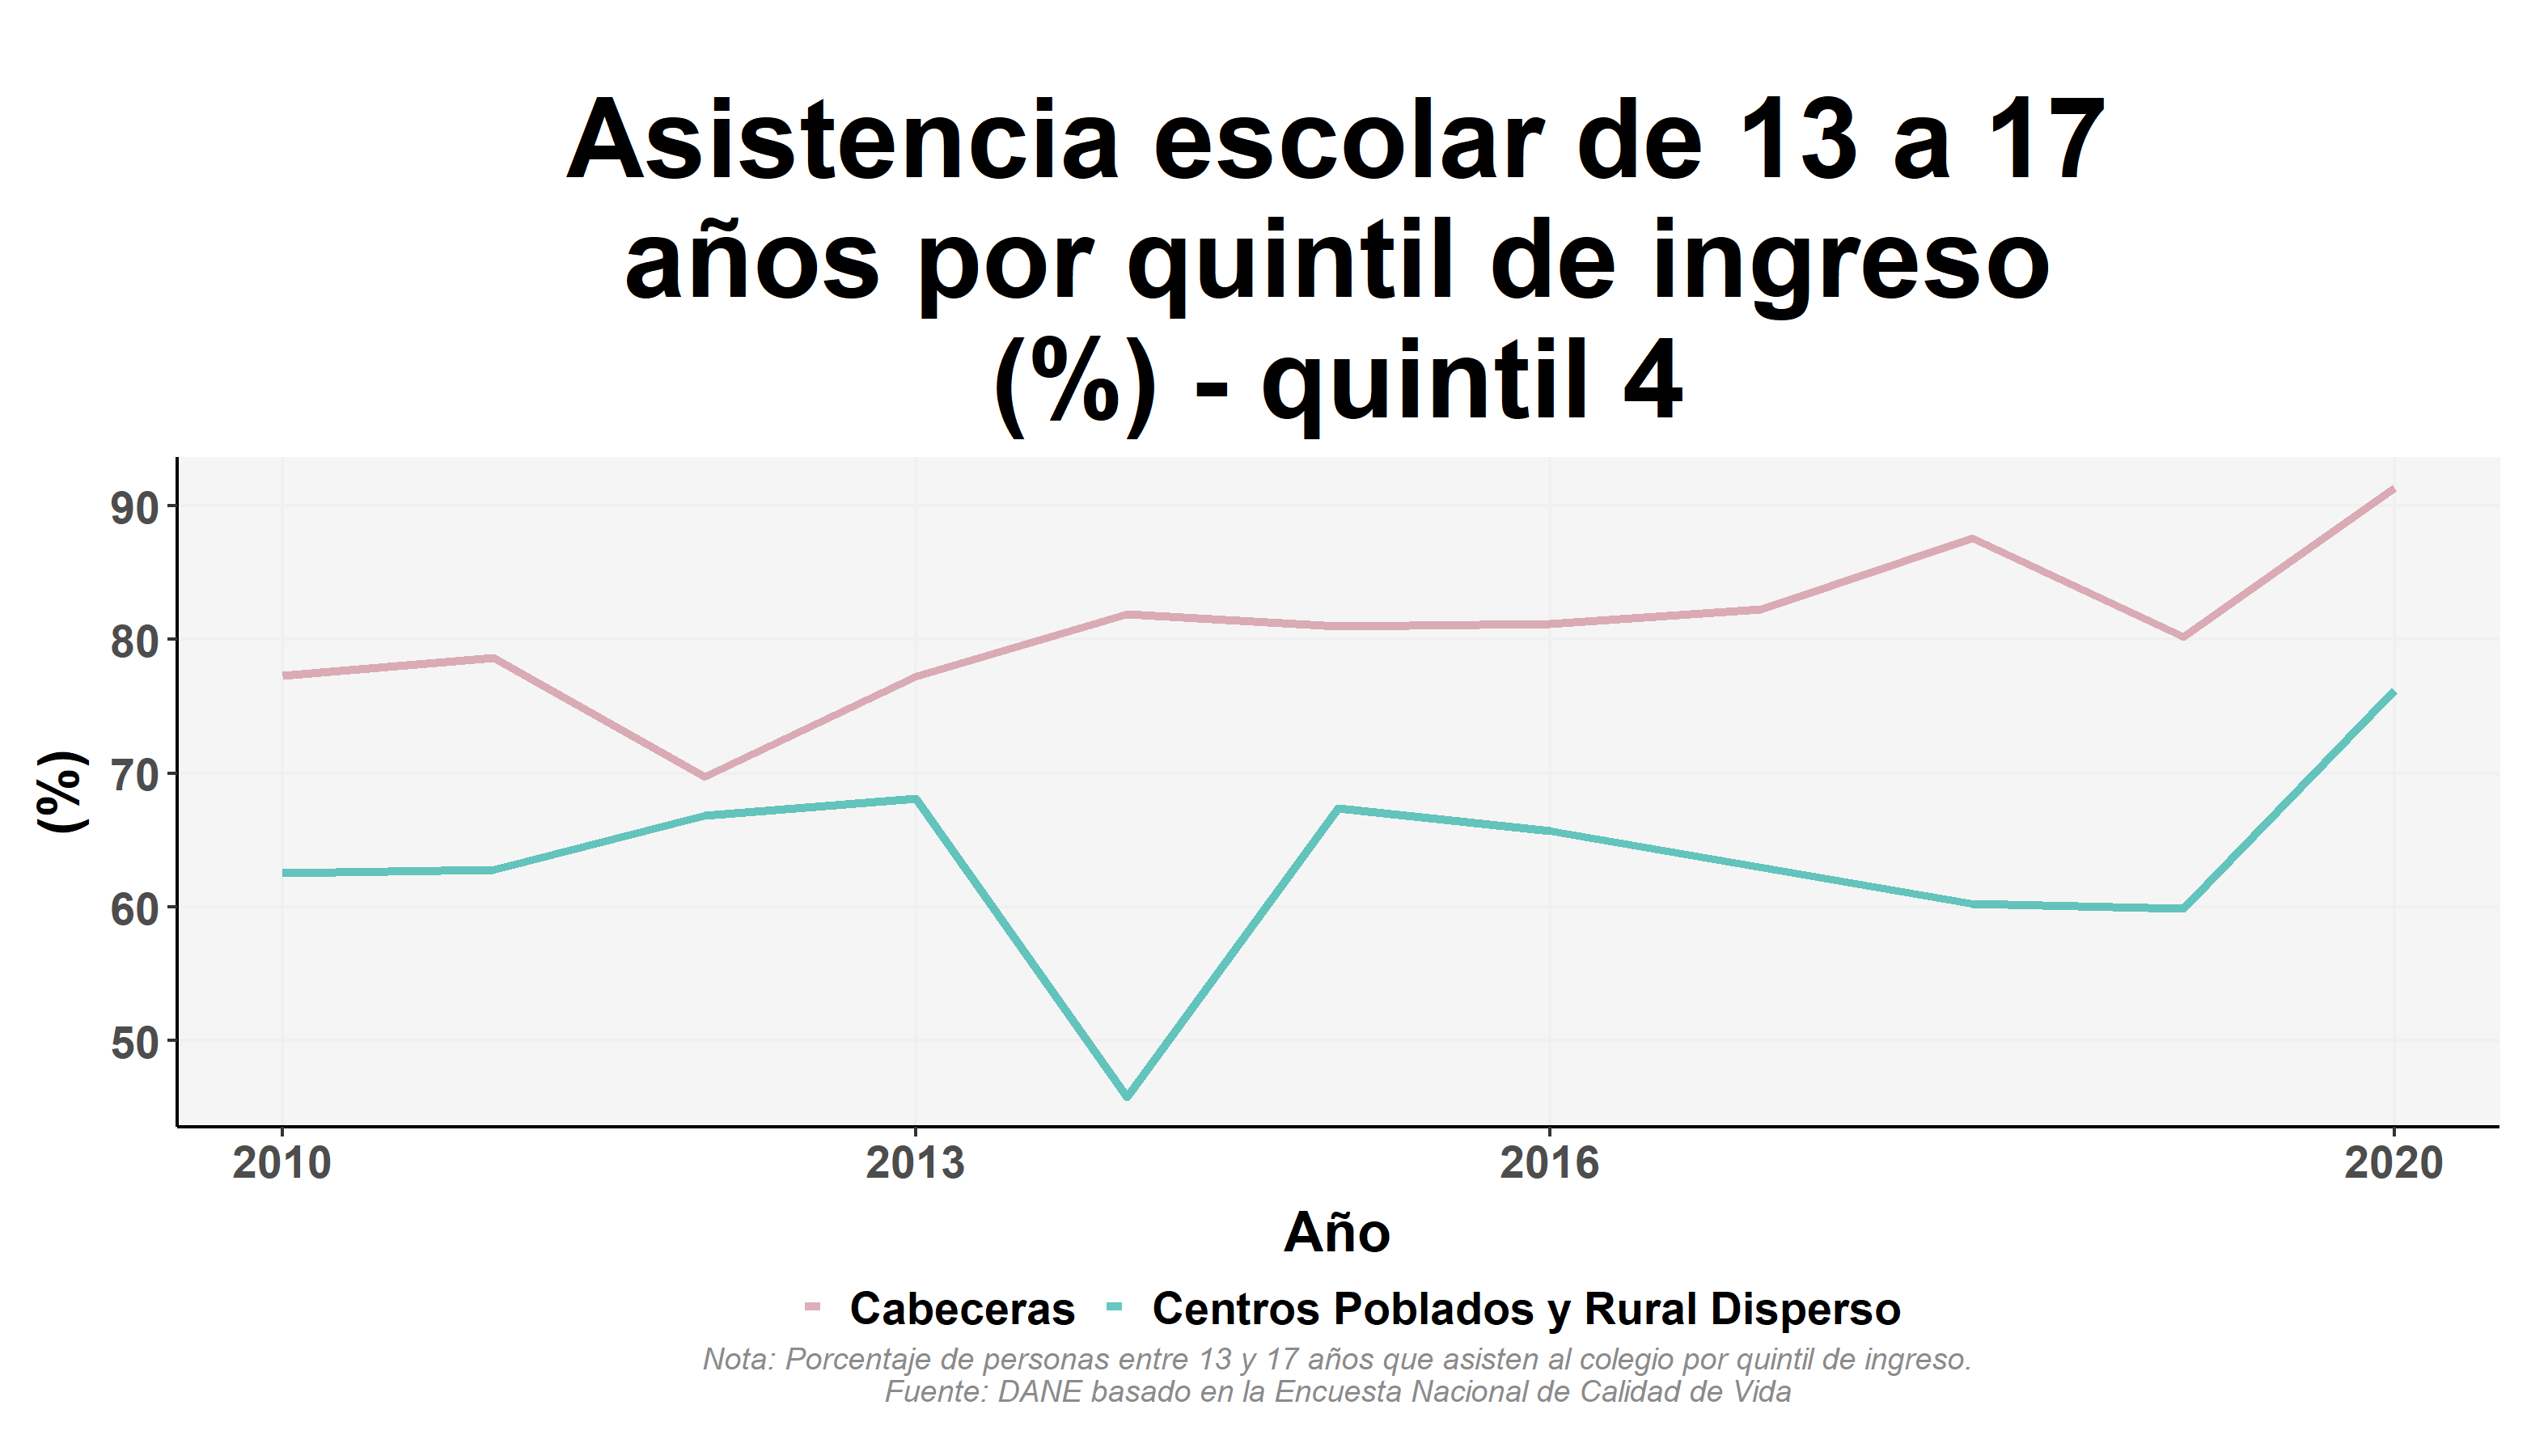 Asistencia escolar de 13 a 17
años por quintil de ingreso
(%) - quintil 4
90
80
70
60
50
(%)
2010 2013 2016 2020
Año
Cabeceras Centros Poblados y Rural Disperso
Nota: Porcentaje de personas entre 13 y 17 años que asisten al colegio por quintil de ingreso.
Fuente: DANE basado en la Encuesta Nacional de Calidad de Vida